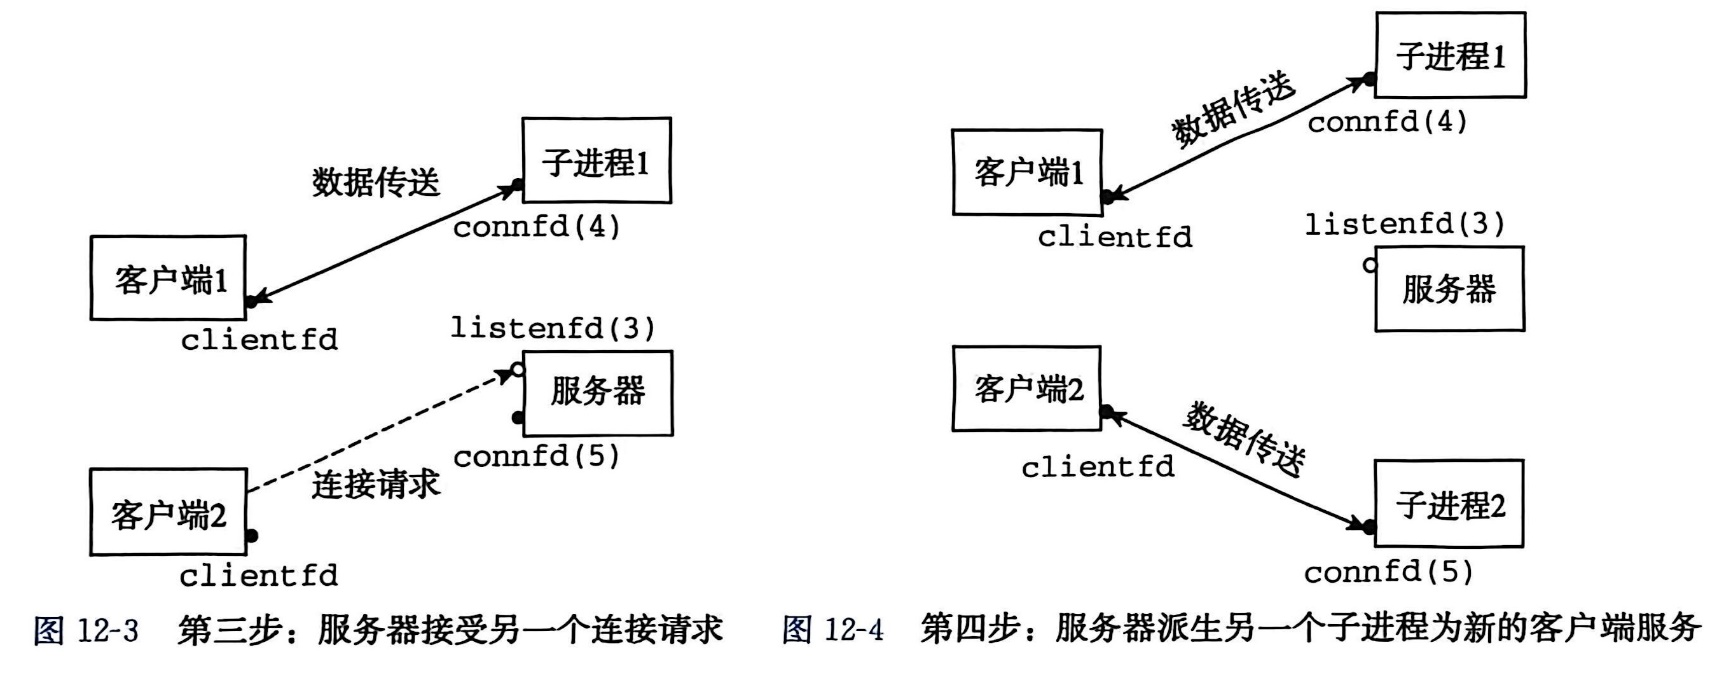 子进程1
数据传送
connfd(4)
客户端1
clientfd
listenfd(3)
服务器
connfd(5)
连接请求
客户端2
clientfd
图 12-3 第三步：服务器接受另一个连接请求
子进程1
数据传送
connfd(4)
客户端1
clientfd
listenfd(3)
服务器
客户端2
数据传送
clientfd
子进程2
connfd(5)
图 12-4 第四步：服务器派生另一个子进程为新的客户端服务